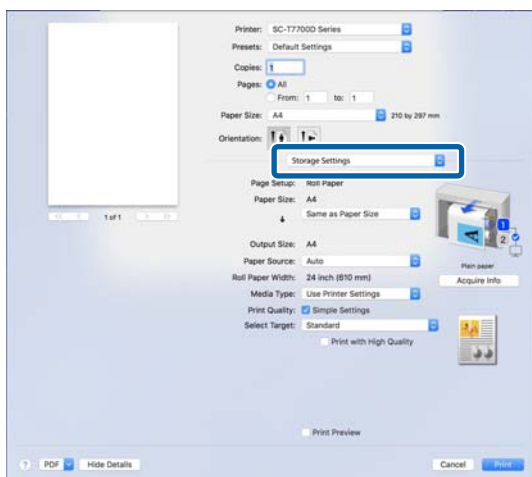 Printer: SC-T7700D Series
Presets: Default Settings
Copies: 1
Pages: All
From: 1 to: 1
Paper Size: A4 210 by 297 mm
Orientation:
Storage Settings
Page Setup: Roll Paper
Paper Size: A4
Same as Paper Size
1 of 1
Output Size: A4
Paper Source: Auto
Roll Paper Width: 24 inch (610 mm)
Media Type: Use Printer Settings
Print Quality: Simple Settings
Select Target: Standard
Print with High Quality
A
1
2
Plain paper
Acquire Info
Print Preview
? PDF Hide Details Cancel Print